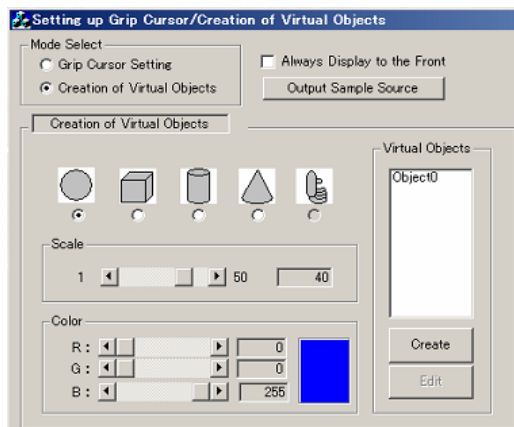 Setting up Grip Cursor/Creation of Virtual Objects
Mode Select
Grip Cursor Setting
Creation of Virtual Objects
Always Display to the Front
Output Sample Source
Creation of Virtual Objects
Virtual Objects
Object0
Scale
1 50 40
Color
R: 0
G: 0
B: 255
Create
Edit